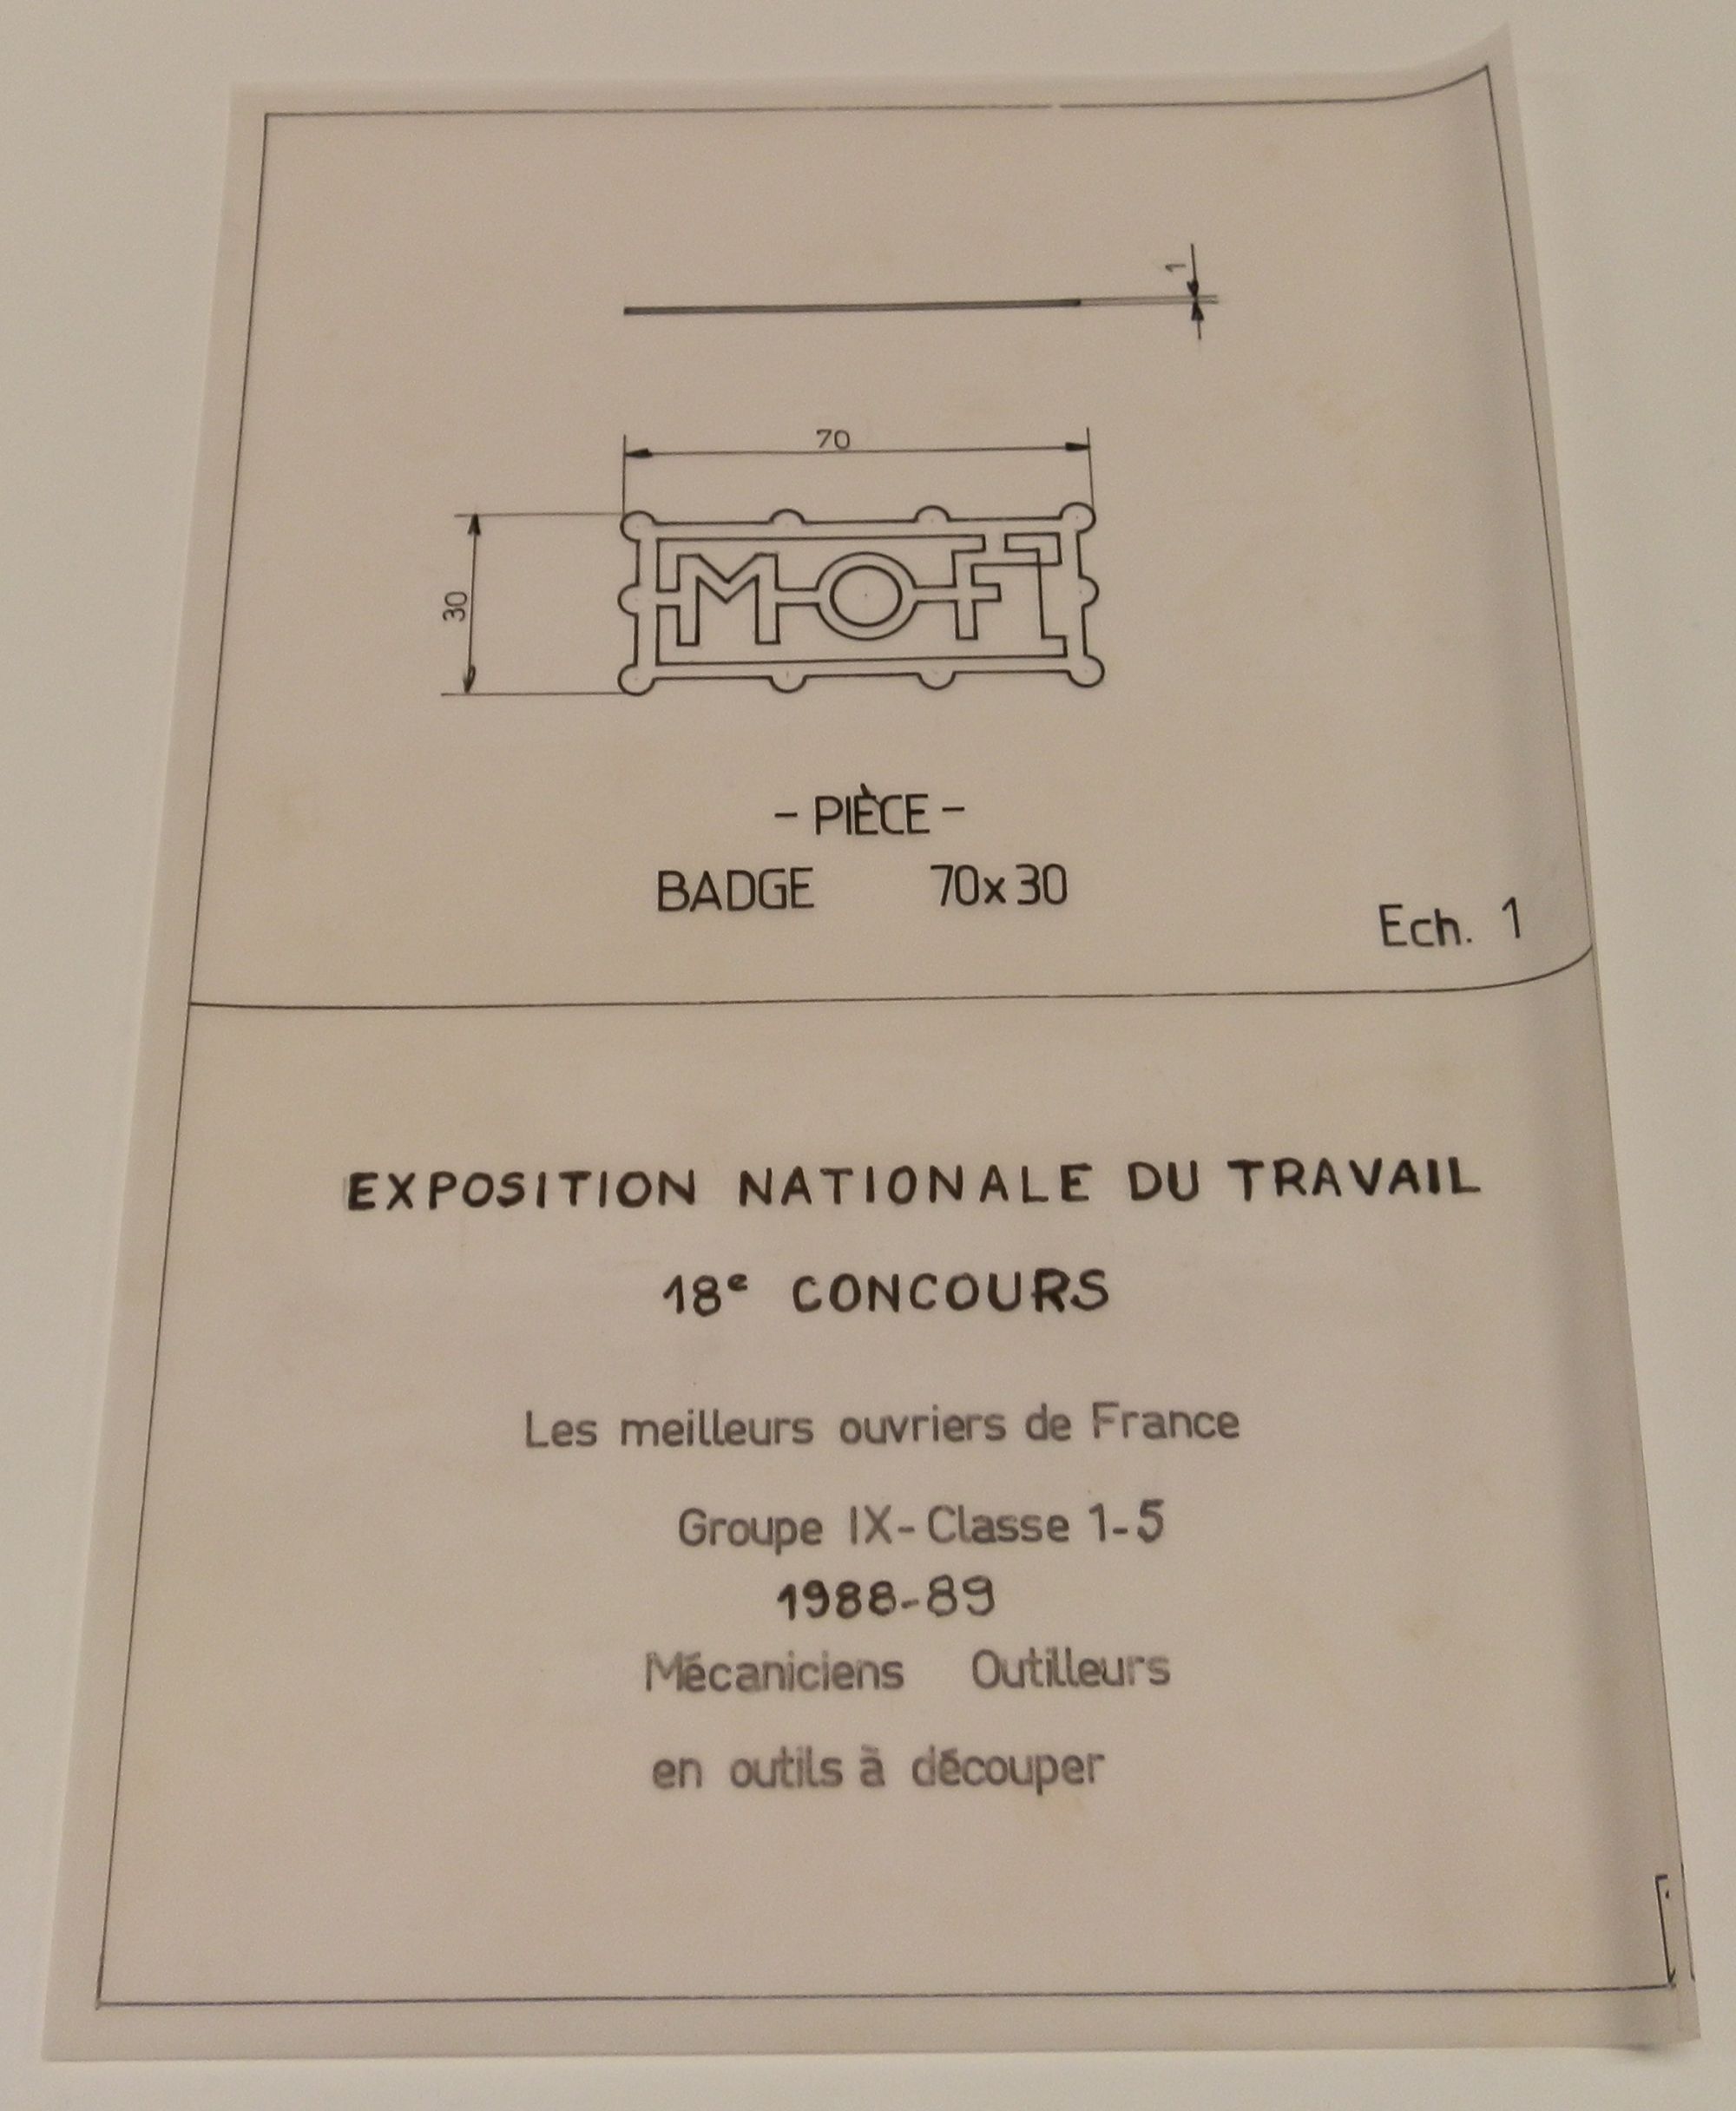 1
70
30
MOF1
- PIÈCE -
BADGE 70x30
Ech. 1
EXPOSITION NATIONALE DU TRAVAIL
18e CONCOURS
Les meilleurs ouvriers de France
Groupe IX - Classe 1-5
1988-89
Mécaniciens Outilleurs
en outils à découper